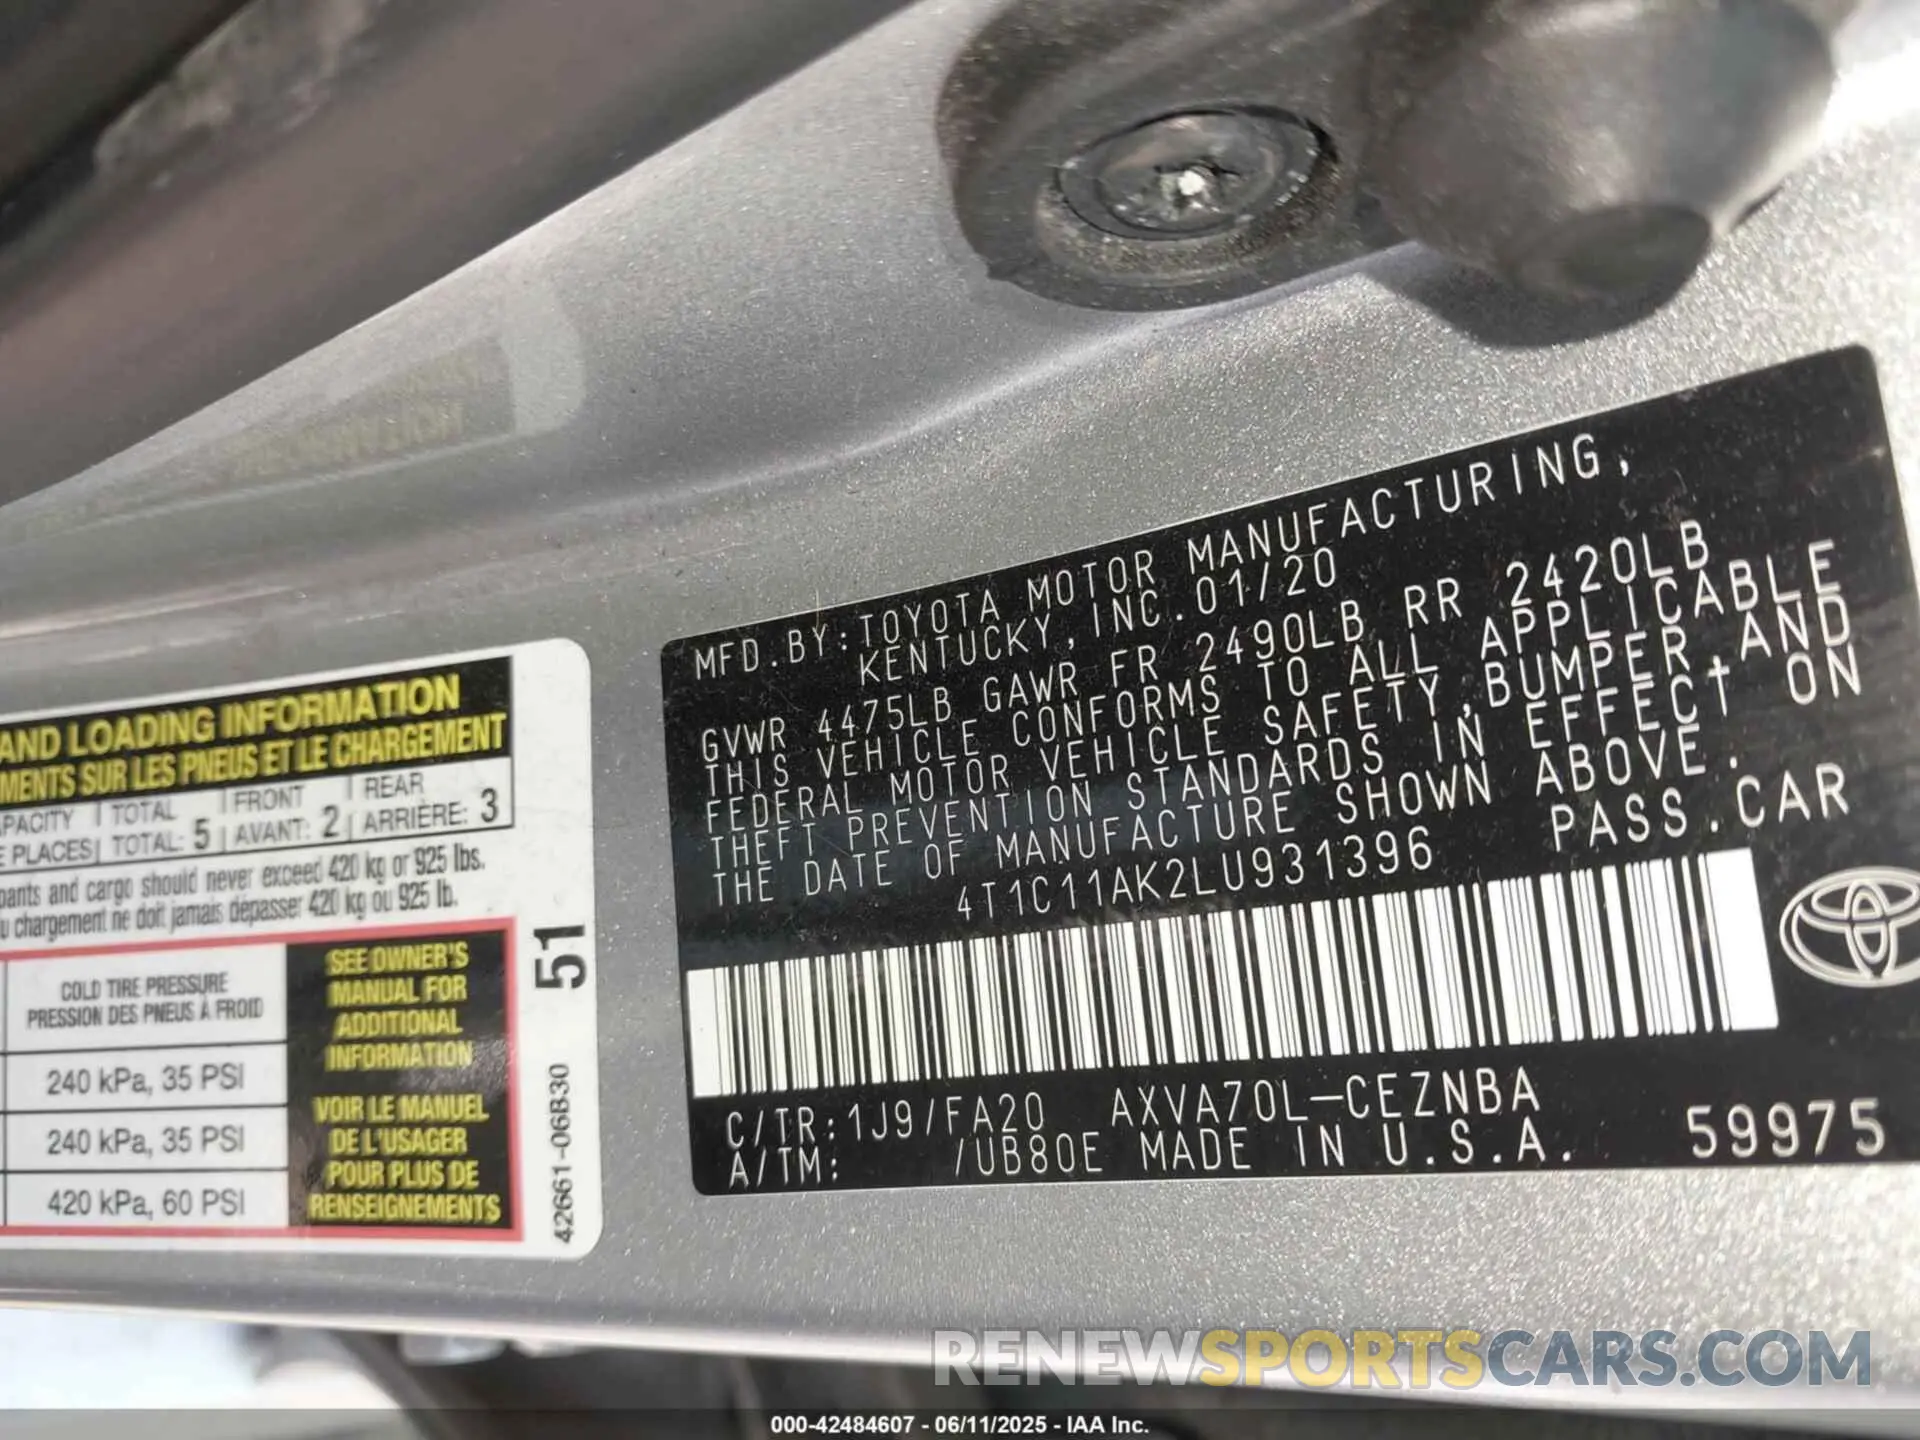 AND LOADING INFORMATION
MENTS SUR LES PNEUS ET LE CHARGEMENT
TOTAL FRONT REAR
PLACES TOTAL: 5 AVANT: 2 ARRIÈRE: 3
and cargo should never exceed 420 kg or 925 lbs.
chargement ne doit jamais dépasser 420 kg ou 925 lb.
COLD TIRE PRESSURE
PRESSION DES PNEUS À FROID
240 kPa, 35 PSI
240 kPa, 35 PSI
420 kPa, 60 PSI
SEE OWNER'S
MANUAL FOR
ADDITIONAL
INFORMATION
VOIR LE MANUEL
DE L'USAGER
POUR PLUS DE
RENSEIGNEMENTS
51
42661-06B30
MFD.BY:TOYOTA MOTOR MANUFACTURING,
KENTUCKY, INC. 01/20
GVWR 4475LB GAWR FR 2490LB RR 2420LB
THIS VEHICLE CONFORMS TO ALL APPLICABLE
FEDERAL MOTOR VEHICLE SAFETY,BUMPER,AND
THEFT PREVENTION STANDARDS IN EFFECT ON
THE DATE OF MANUFACTURE SHOWN ABOVE.
4T1C11AK2LU931396 PASS.CAR
C/TR:1J9/FA20 AXVA70L-CEZNBA
A/TM: /UB80E MADE IN U.S.A. 59975
RENEWSPORTSCARS.COM
000-42484607 - 06/11/2025 - IAA Inc.